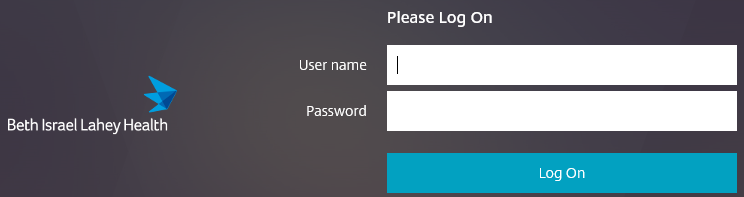 Please Log On
User name
Password
Beth Israel Lahey Health
Log On